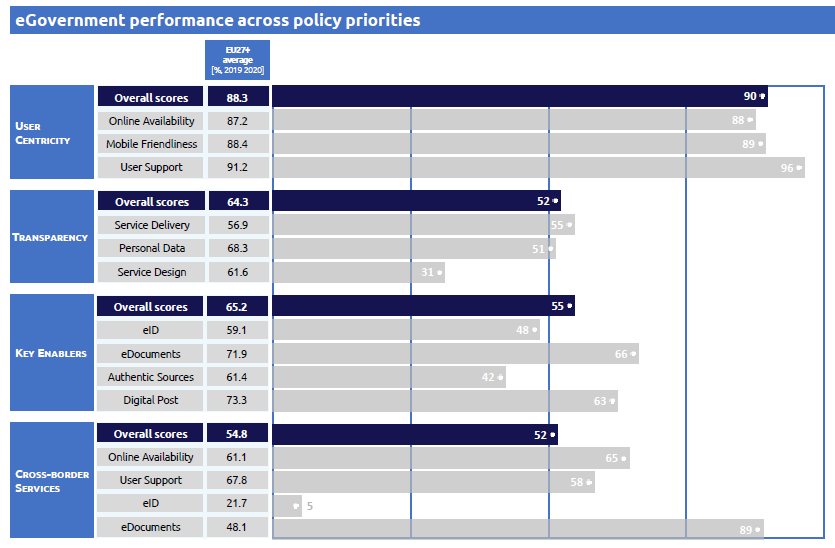 eGovernment performance across policy priorities
EU27+
average
[%, 2019 2020]
USER
CENTRICITY
Overall scores 88.3 90
Online Availability 87.2 88
Mobile Friendliness 88.4 89
User Support 91.2 96
TRANSPARENCY
Overall scores 64.3 52
Service Delivery 56.9 55
Personal Data 68.3 51
Service Design 61.6 31
KEY ENABLERS
Overall scores 65.2 55
eID 59.1 48
eDocuments 71.9 66
Authentic Sources 61.4 42
Digital Post 73.3 63
CROSS-BORDER
SERVICES
Overall scores 54.8 52
Online Availability 61.1 65
User Support 67.8 58
eID 21.7 5
eDocuments 48.1 89